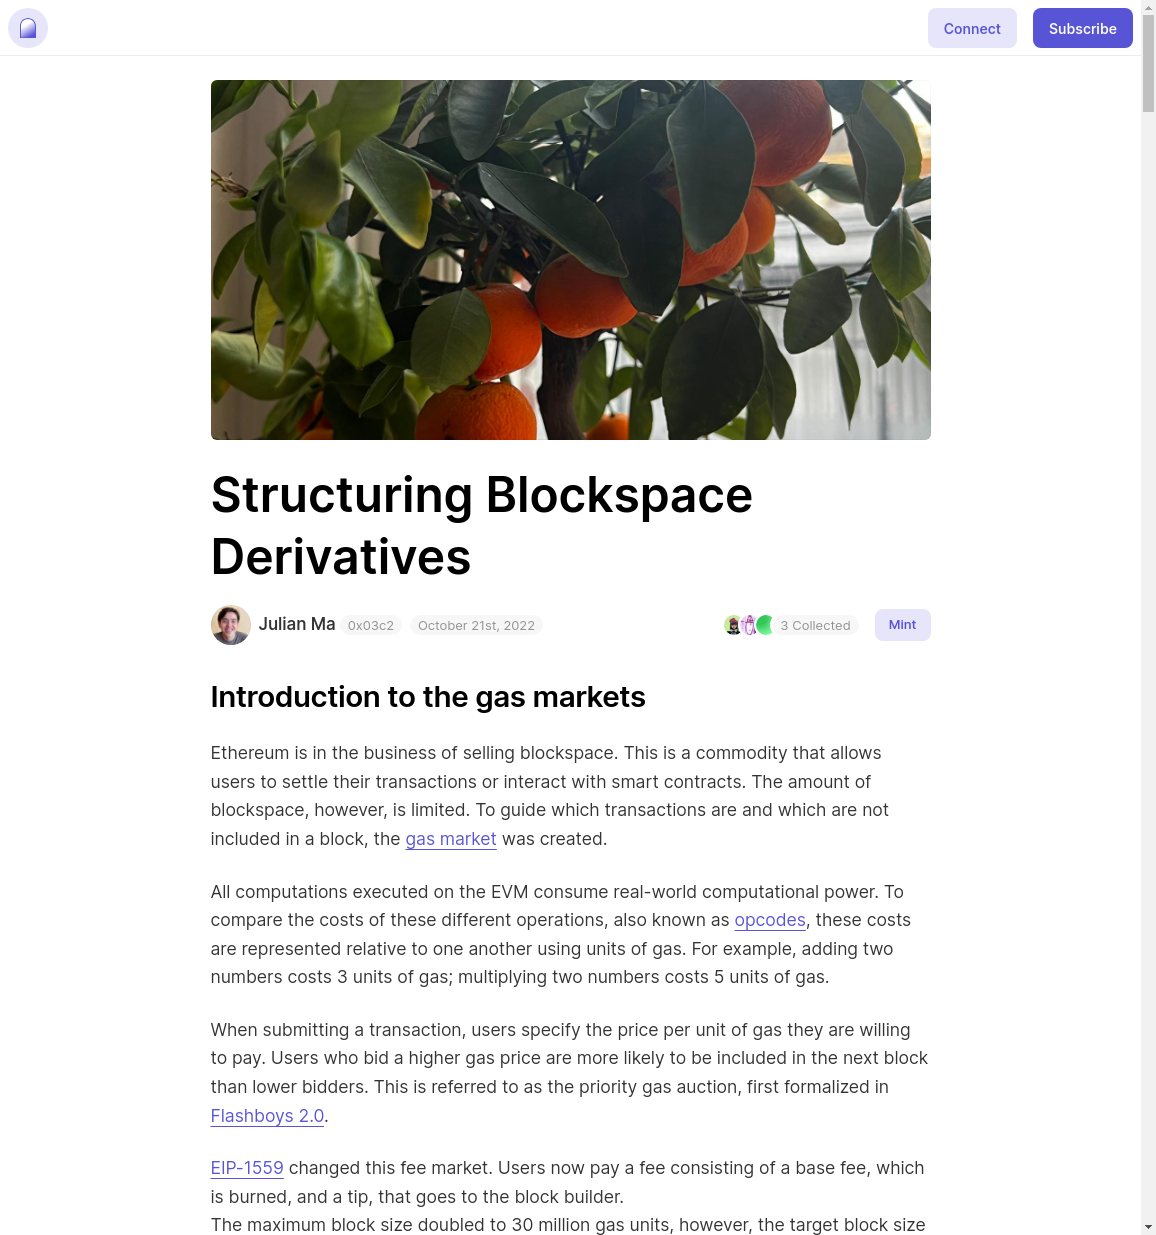 Connect
Subscribe
Structuring Blockspace
Derivatives
Julian Ma
0x03c2
October 21st, 2022
3 Collected
Mint
Introduction to the gas markets
Ethereum is in the business of selling blockspace. This is a commodity that allows
users to settle their transactions or interact with smart contracts. The amount of
blockspace, however, is limited. To guide which transactions are and which are not
included in a block, the gas market was created.
All computations executed on the EVM consume real-world computational power. To
compare the costs of these different operations, also known as opcodes, these costs
are represented relative to one another using units of gas. For example, adding two
numbers costs 3 units of gas; multiplying two numbers costs 5 units of gas.
When submitting a transaction, users specify the price per unit of gas they are willing
to pay. Users who bid a higher gas price are more likely to be included in the next block
than lower bidders. This is referred to as the priority gas auction, first formalized in
Flashboys 2.0.
EIP-1559 changed this fee market. Users now pay a fee consisting of a base fee, which
is burned, and a tip, that goes to the block builder.
The maximum block size doubled to 30 million gas units, however, the target block size